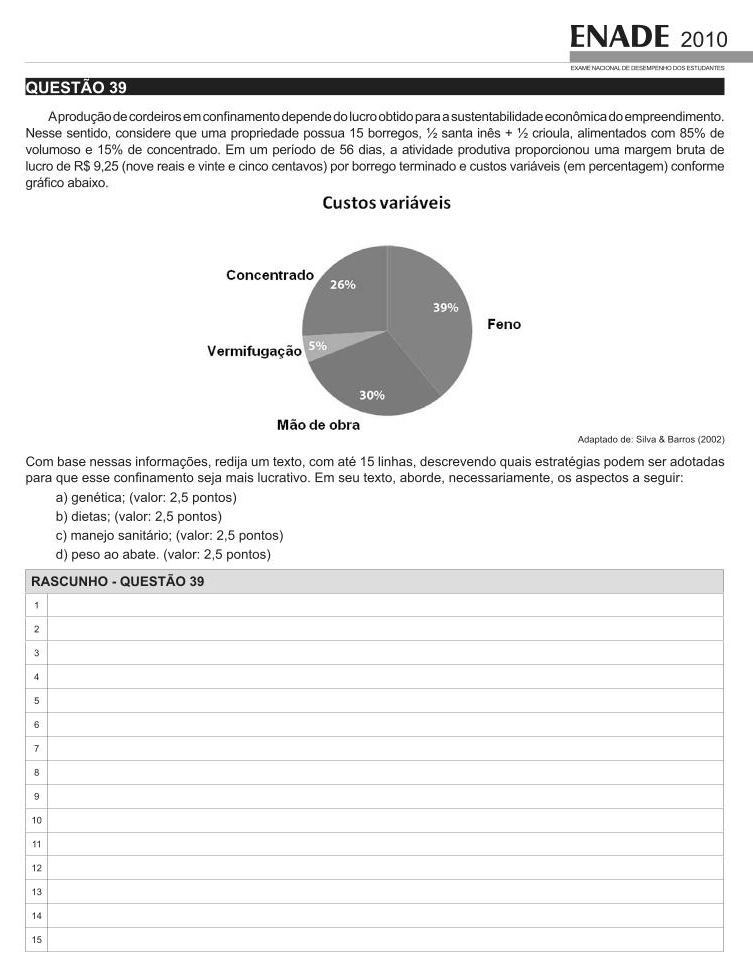 ENADE 2010
EXAME NACIONAL DE DESEMPENHO DOS ESTUDANTES
QUESTÃO 39
A produção de cordeiros em confinamento depende do lucro obtido para a sustentabilidade econômica do empreendimento.
Nesse sentido, considere que uma propriedade possua 15 borregos, ½ santa inês + ½ crioula, alimentados com 85% de
volumoso e 15% de concentrado. Em um período de 56 dias, a atividade produtiva proporcionou uma margem bruta de
lucro de R$ 9,25 (nove reais e vinte e cinco centavos) por borrego terminado e custos variáveis (em percentagem) conforme
gráfico abaixo.
Custos variáveis
Concentrado
26%
39%
Feno
Vermifugação
5%
30%
Mão de obra
Adaptado de: Silva & Barros (2002)
Com base nessas informações, redija um texto, com até 15 linhas, descrevendo quais estratégias podem ser adotadas
para que esse confinamento seja mais lucrativo. Em seu texto, aborde, necessariamente, os aspectos a seguir:
a) genética; (valor: 2,5 pontos)
b) dietas; (valor: 2,5 pontos)
c) manejo sanitário; (valor: 2,5 pontos)
d) peso ao abate. (valor: 2,5 pontos)
RASCUNHO - QUESTÃO 39
1
2
3
4
5
6
7
8
9
10
11
12
13
14
15